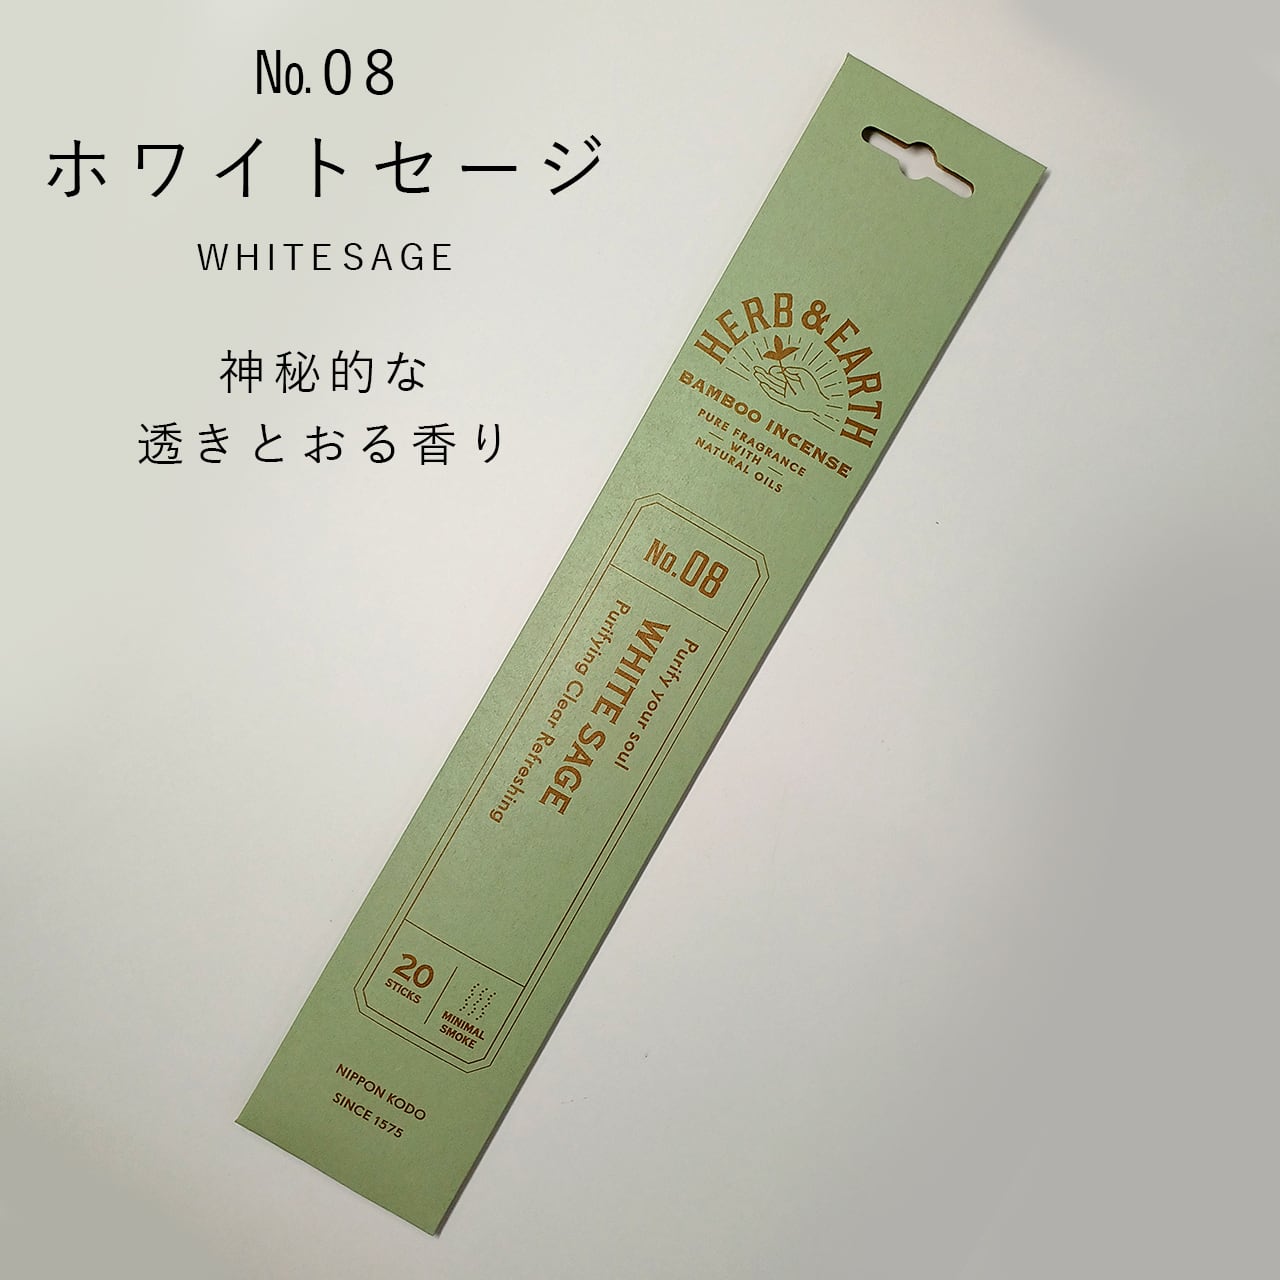 №.08
ホワイトセージ
WHITE SAGE
神秘的な
透きとおる香り
HERB & EARTH
BAMBOO INCENSE
PURE FRAGRANCE
WITH
NATURAL OILS
No.08
Purify your soul
WHITE SAGE
Purifying Clear Refreshing
20
STICKS
MINIMAL
SMOKE
NIPPON KODO
SINCE 1575